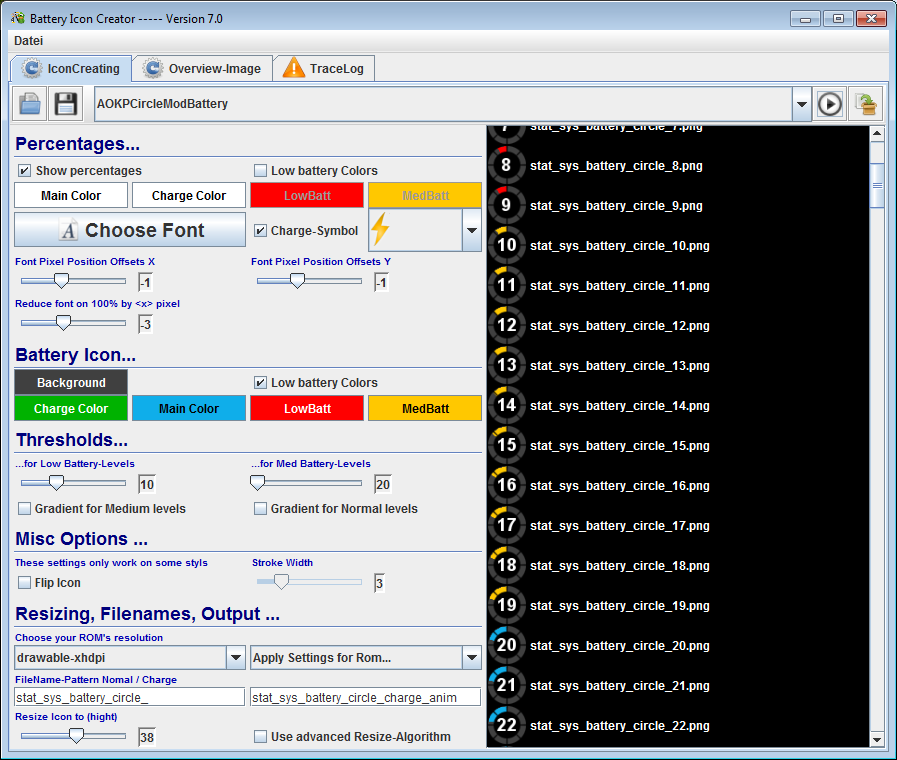 Battery Icon Creator ----- Version 7.0
Datei
IconCreating
Overview-Image
TraceLog
AOKPCircleModBattery
Percentages...
Show percentages
Low battery Colors
Main Color
Charge Color
LowBatt
MedBatt
A Choose Font
Charge-Symbol
Font Pixel Position Offsets X
Font Pixel Position Offsets Y
-1
-1
Reduce font on 100% by <x> pixel
-3
Battery Icon...
Background
Low battery Colors
Charge Color
Main Color
LowBatt
MedBatt
Thresholds...
...for Low Battery-Levels
...for Med Battery-Levels
10
20
Gradient for Medium levels
Gradient for Normal levels
Misc Options ...
These settings only work on some styls
Stroke Width
Flip Icon
3
Resizing, Filenames, Output ...
Choose your ROM's resolution
drawable-xhdpi
Apply Settings for Rom...
FileName-Pattern Nomal / Charge
stat_sys_battery_circle_
stat_sys_battery_circle_charge_anim
Resize Icon to (hight)
38
Use advanced Resize-Algorithm
7 stat_sys_battery_circle_7.png
8 stat_sys_battery_circle_8.png
9 stat_sys_battery_circle_9.png
10 stat_sys_battery_circle_10.png
11 stat_sys_battery_circle_11.png
12 stat_sys_battery_circle_12.png
13 stat_sys_battery_circle_13.png
14 stat_sys_battery_circle_14.png
15 stat_sys_battery_circle_15.png
16 stat_sys_battery_circle_16.png
17 stat_sys_battery_circle_17.png
18 stat_sys_battery_circle_18.png
19 stat_sys_battery_circle_19.png
20 stat_sys_battery_circle_20.png
21 stat_sys_battery_circle_21.png
22 stat_sys_battery_circle_22.png